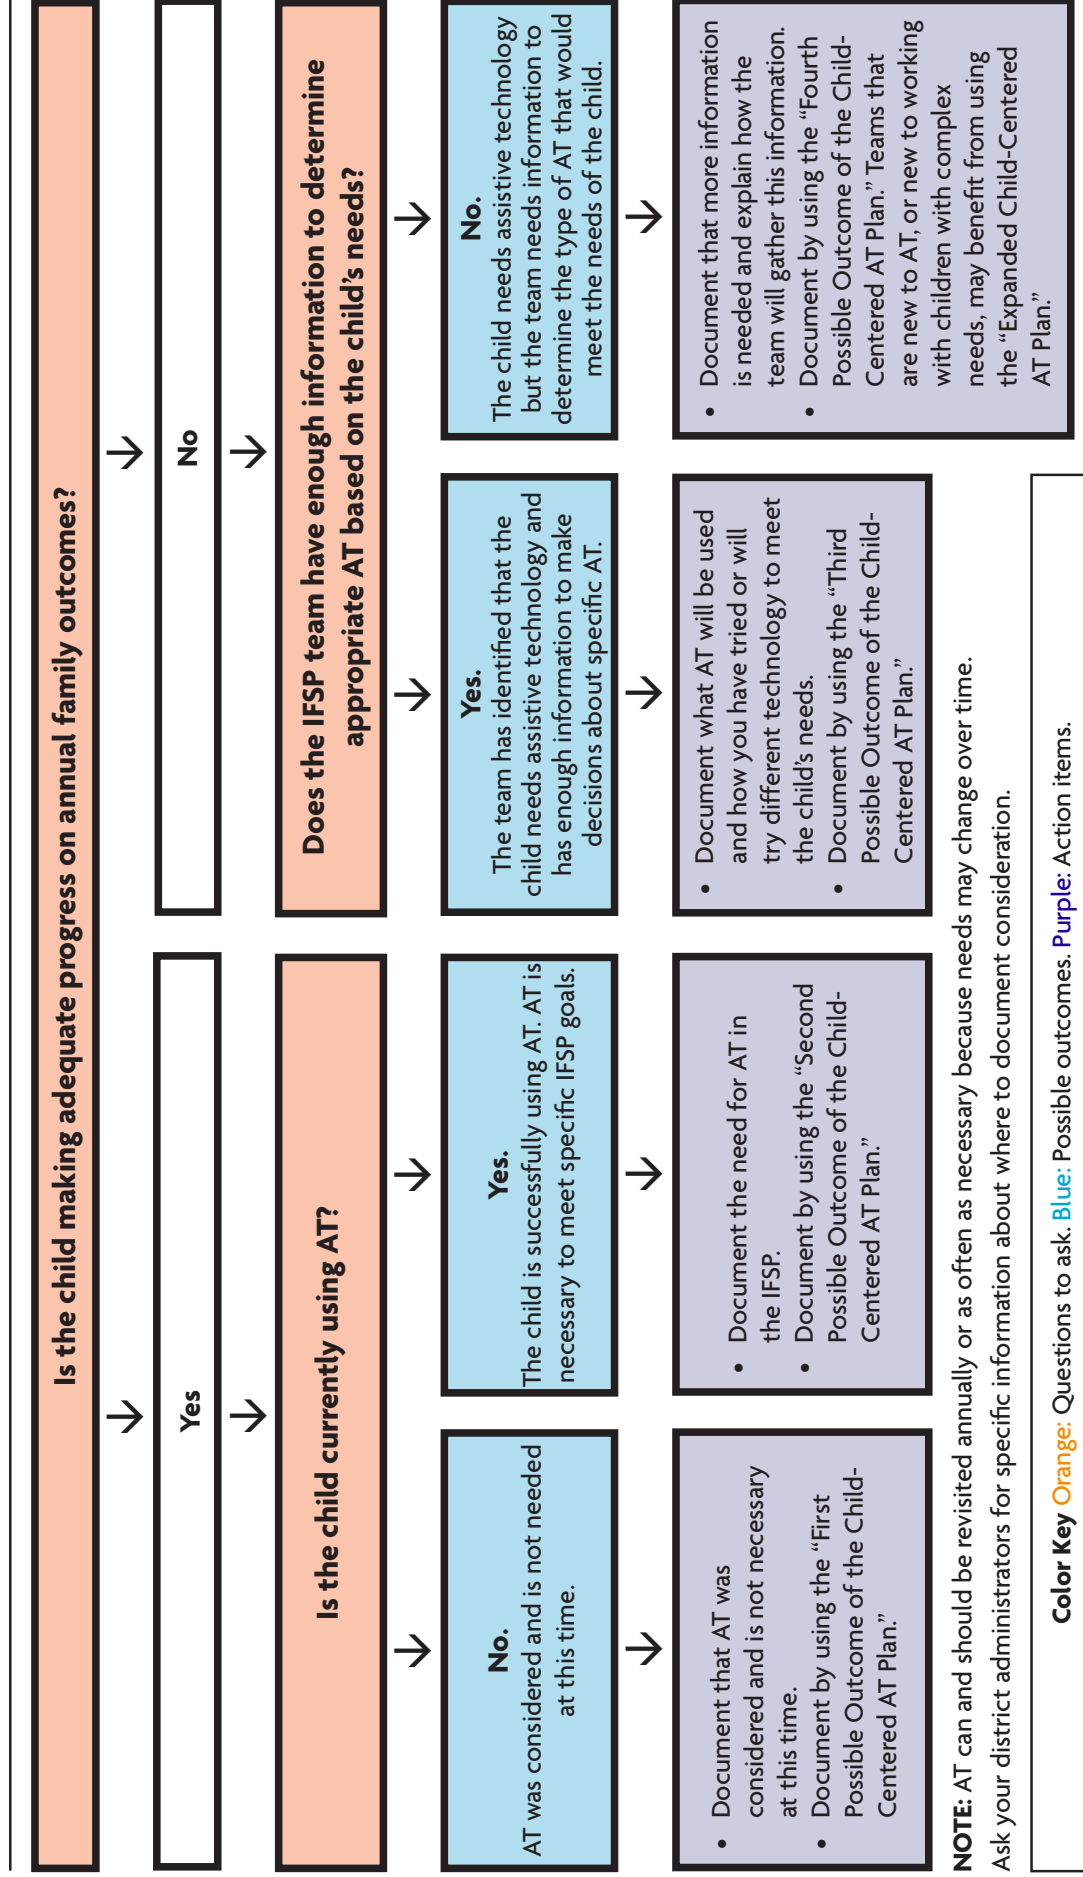 Is the child making adequate progress on annual family outcomes?
→
→
Yes
No
→
→
Is the child currently using AT?
Does the IFSP team have enough information to determine
appropriate AT based on the child’s needs?
→
→
→
→
No.
AT was considered and is not needed
at this time.
Yes.
The child is successfully using AT. AT is
necessary to meet specific IFSP goals.
Yes.
The team has identified that the
child needs assistive technology and
has enough information to make
decisions about specific AT.
No.
The child needs assistive technology
but the team needs information to
determine the type of AT that would
meet the needs of the child.
→
→
→
→
• Document that AT was
considered and is not necessary
at this time.
• Document by using the “First
Possible Outcome of the Child-
Centered AT Plan.”
• Document the need for AT in
the IFSP.
• Document by using the “Second
Possible Outcome of the Child-
Centered AT Plan.”
• Document what AT will be used
and how you have tried or will
try different technology to meet
the child’s needs.
• Document by using the “Third
Possible Outcome of the Child-
Centered AT Plan.”
• Document that more information
is needed and explain how the
team will gather this information.
• Document by using the “Fourth
Possible Outcome of the Child-
Centered AT Plan.” Teams that
are new to AT, or new to working
with children with complex
needs, may benefit from using
the “Expanded Child-Centered
AT Plan.”
NOTE: AT can and should be revisited annually or as often as necessary because needs may change over time.
Ask your district administrators for specific information about where to document consideration.
Color Key Orange: Questions to ask. Blue: Possible outcomes. Purple: Action items.